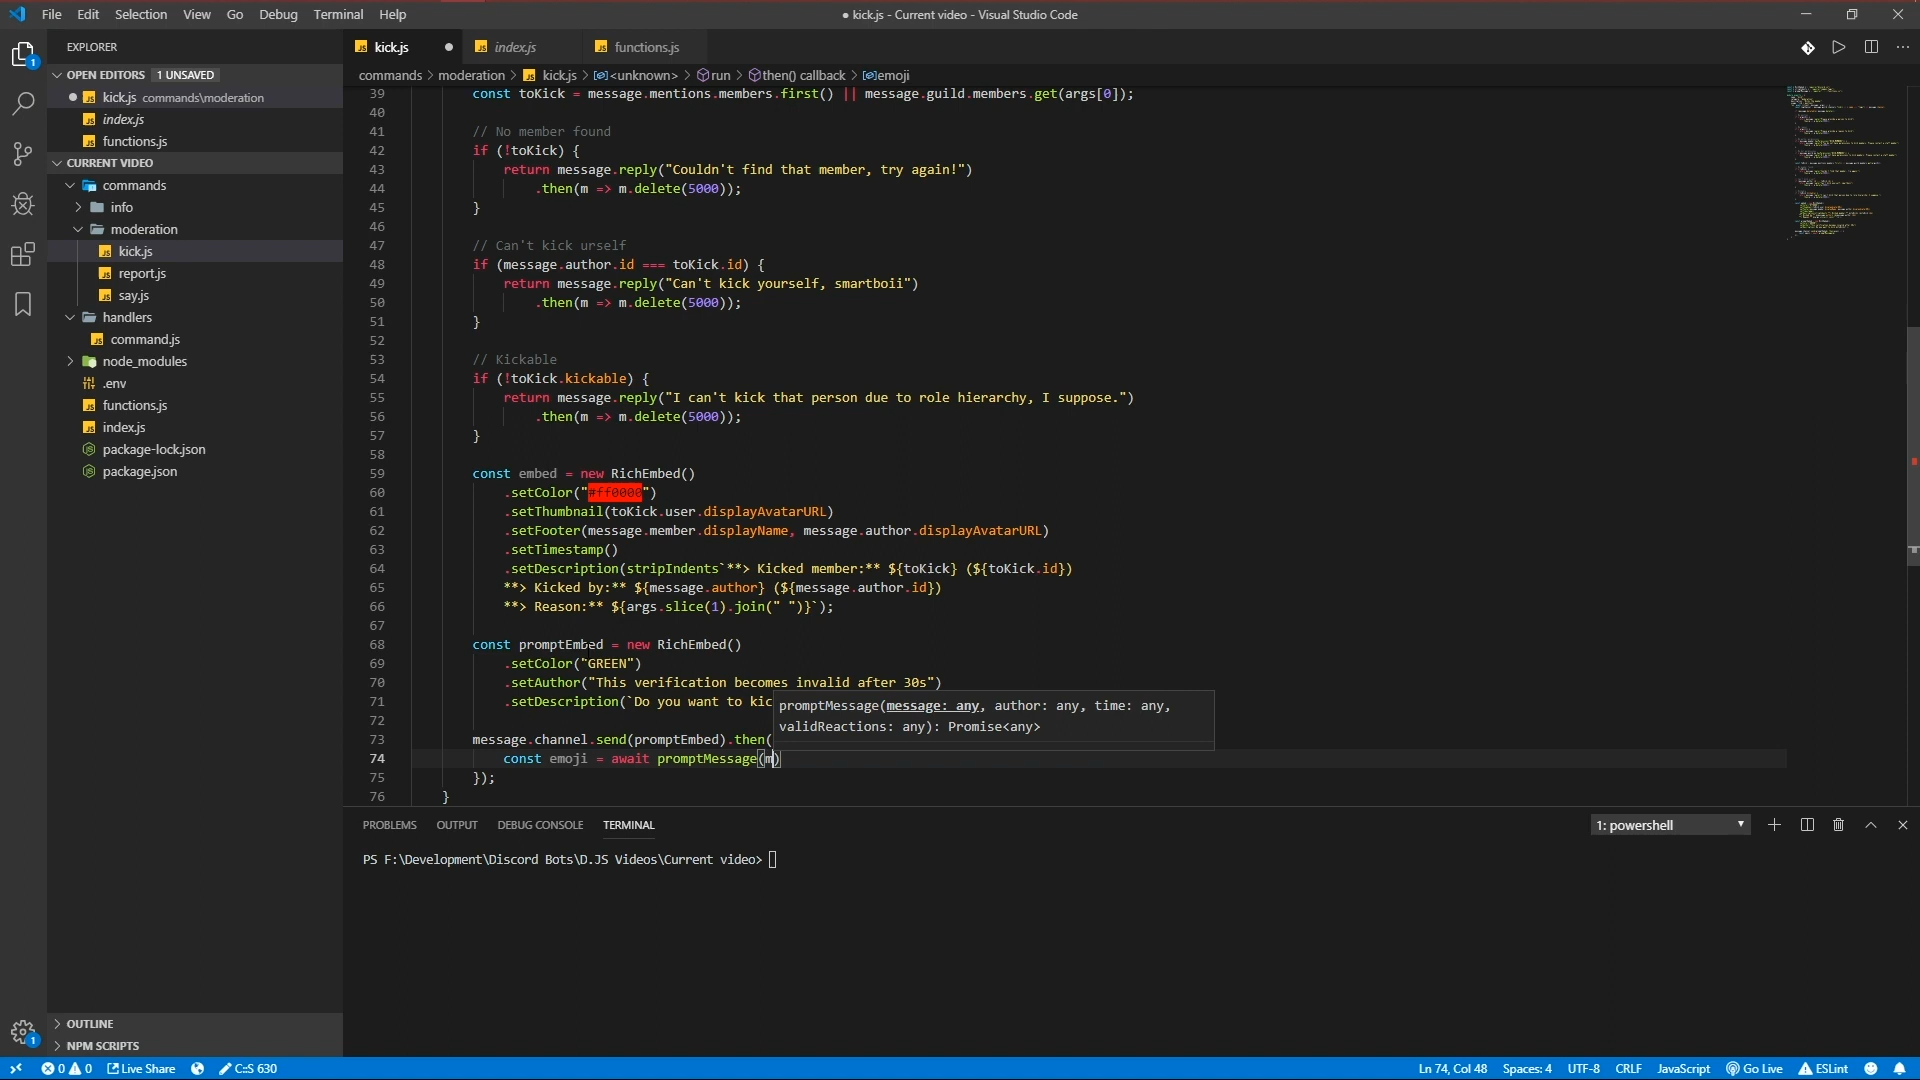 File Edit Selection View Go Debug Terminal Help
● kick.js - Current video - Visual Studio Code
EXPLORER
OPEN EDITORS 1 UNSAVED
kick.js commands\moderation
index.js
functions.js
CURRENT VIDEO
commands
info
moderation
kick.js
report.js
say.js
handlers
command.js
node_modules
.env
functions.js
index.js
package-lock.json
package.json
OUTLINE
NPM SCRIPTS
kick.js index.js functions.js
commands > moderation > kick.js > <unknown> > run > then() callback > emoji
39 const toKick = message.mentions.members.first() || message.guild.members.get(args[0]);
40
41 // No member found
42 if (!toKick) {
43 return message.reply("Couldn't find that member, try again!")
44 .then(m => m.delete(5000));
45 }
46
47 // Can't kick urself
48 if (message.author.id === toKick.id) {
49 return message.reply("Can't kick yourself, smartboii")
50 .then(m => m.delete(5000));
51 }
52
53 // Kickable
54 if (!toKick.kickable) {
55 return message.reply("I can't kick that person due to role hierarchy, I suppose.")
56 .then(m => m.delete(5000));
57 }
58
59 const embed = new RichEmbed()
60 .setColor("#ff0000")
61 .setThumbnail(toKick.user.displayAvatarURL)
62 .setFooter(message.member.displayName, message.author.displayAvatarURL)
63 .setTimestamp()
64 .setDescription(stripIndents`**> Kicked member:** ${toKick} (${toKick.id})
65 **> Kicked by:** ${message.author} (${message.author.id})
66 **> Reason:** ${args.slice(1).join(" ")}`);
67
68 const promptEmbed = new RichEmbed()
69 .setColor("GREEN")
70 .setAuthor("This verification becomes invalid after 30s")
71 .setDescription(`Do you want to kic
72
73 message.channel.send(promptEmbed).then(
74 const emoji = await promptMessage(m)
75 });
76 }
promptMessage(message: any, author: any, time: any,
validReactions: any): Promise<any>
PROBLEMS OUTPUT DEBUG CONSOLE TERMINAL
1: powershell
PS F:\Development\Discord Bots\D.JS Videos\Current video>
0 0 Live Share C:S 630
Ln 74, Col 48 Spaces: 4 UTF-8 CRLF JavaScript Go Live ESLint